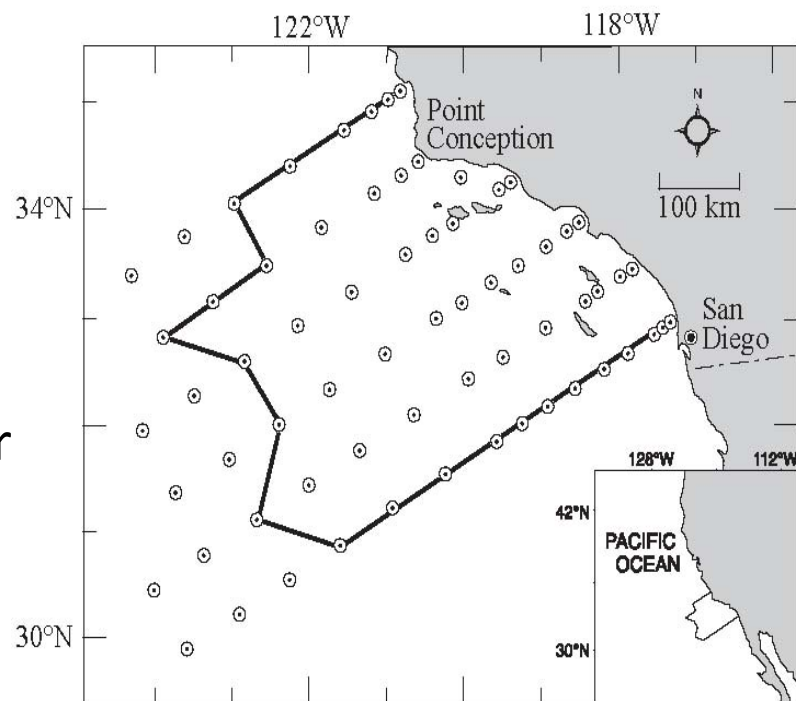 122°W
118°W
N
Point
Conception
34°N
100 km
San
Diego
r
128°W
112°W
42°N
PACIFIC
OCEAN
30°N
30°N